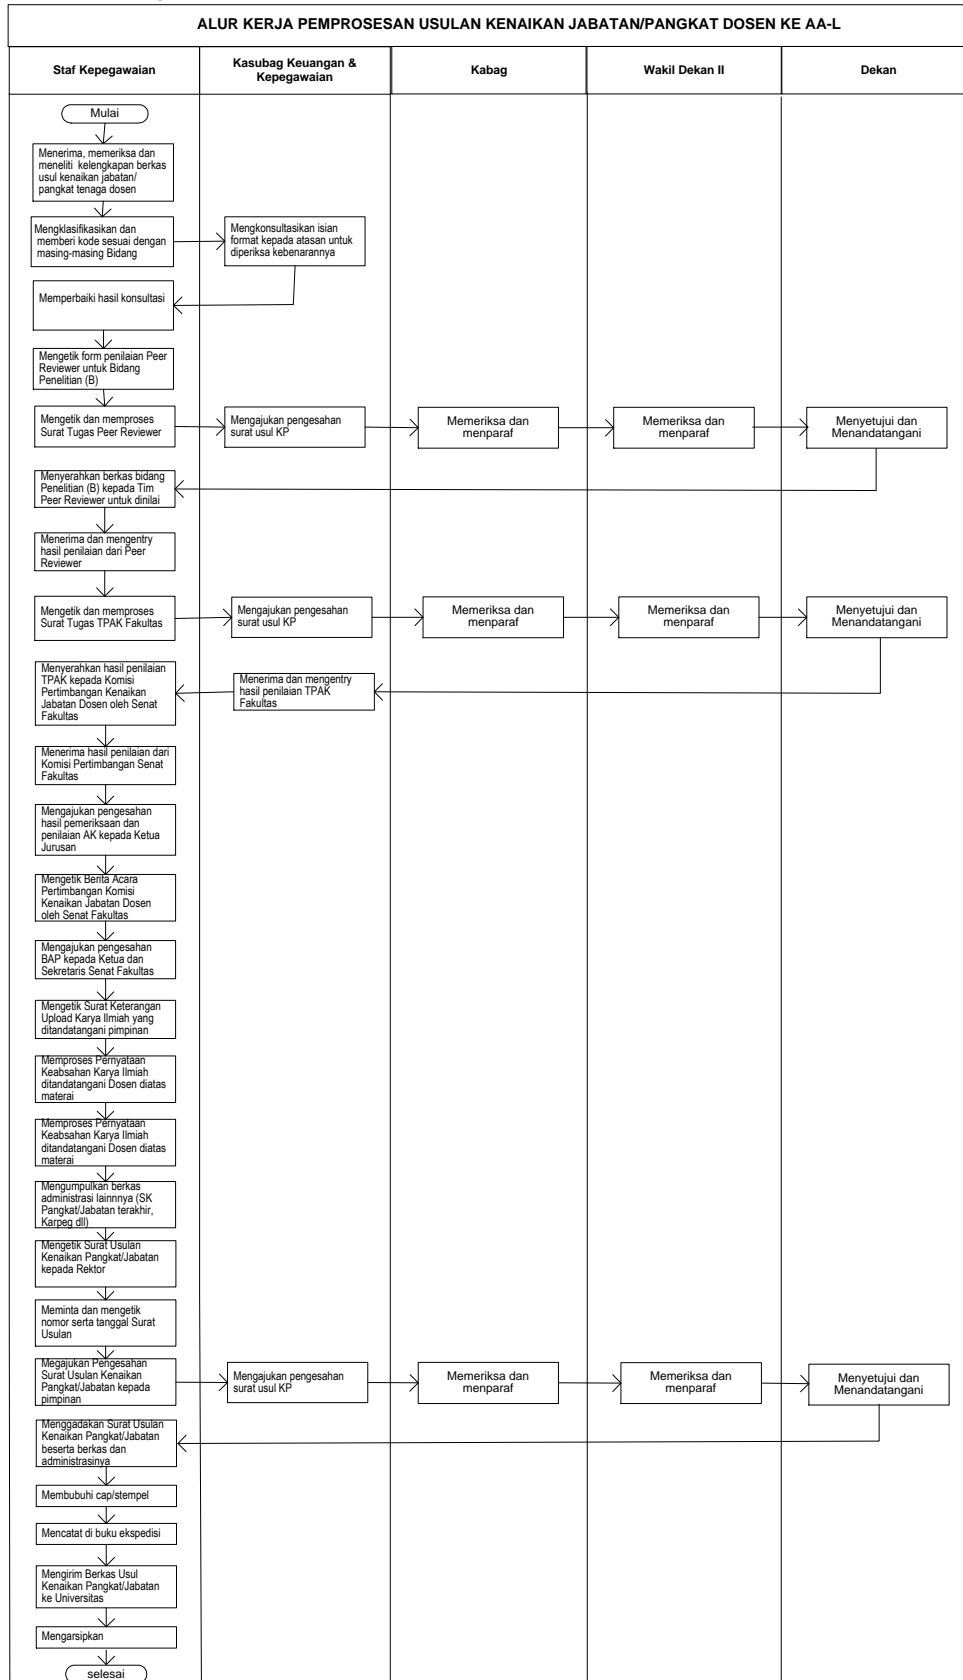 ALUR KERJA PEMPROSESAN USULAN KENAIKAN JABATAN/PANGKAT DOSEN KE AA-L
Staf Kepegawaian
Kasubag Keuangan &
Kepegawaian
Kabag
Wakil Dekan II
Dekan
Mulai
Menerima, memeriksa dan
meneliti kelengkapan berkas
usul kenaikan jabatan/
pangkat tenaga dosen
Mengklasifikasikan dan
memberi kode sesuai dengan
masing-masing Bidang
Mengkonsultasikan isian
format kepada atasan untuk
diperiksa kebenarannya
Memperbaiki hasil konsultasi
Mengetik form penilaian Peer
Reviewer untuk Bidang
Penelitian (B)
Mengetik dan memproses
Surat Tugas Peer Reviewer
Mengajukan pengesahan
surat usul KP
Memeriksa dan
menparaf
Memeriksa dan
menparaf
Menyetujui dan
Menandatangani
Menyerahkan berkas bidang
Penelitian (B) kepada Tim
Peer Reviewer untuk dinilai
Menerima dan mengentry
hasil penilaian dari Peer
Reviewer
Mengetik dan memproses
Surat Tugas TPAK Fakultas
Mengajukan pengesahan
surat usul KP
Memeriksa dan
menparaf
Memeriksa dan
menparaf
Menyetujui dan
Menandatangani
Menyerahkan hasil penilaian
TPAK kepada Komisi
Pertimbangan Kenaikan
Jabatan Dosen oleh Senat
Fakultas
Menerima dan mengentry
hasil penilaian TPAK
Fakultas
Menerima hasil penilaian dari
Komisi Pertimbangan Senat
Fakultas
Mengajukan pengesahan
hasil pemeriksaan dan
penilaian AK kepada Ketua
Jurusan
Mengetik Berita Acara
Pertimbangan Komisi
Kenaikan Jabatan Dosen
oleh Senat Fakultas
Mengajukan pengesahan
BAP kepada Ketua dan
Sekretaris Senat Fakultas
Mengetik Surat Keterangan
Upload Karya Ilmiah yang
ditandatangani pimpinan
Memproses Pernyataan
Keabsahan Karya Ilmiah
ditandatangani Dosen diatas
materai
Memproses Pernyataan
Keabsahan Karya Ilmiah
ditandatangani Dosen diatas
materai
Mengumpulkan berkas
administrasi lainnnya (SK
Pangkat/Jabatan terakhir,
Karpeg dll)
Mengetik Surat Usulan
Kenaikan Pangkat/Jabatan
kepada Rektor
Meminta dan mengetik
nomor serta tanggal Surat
Usulan
Megajukan Pengesahan
Surat Usulan Kenaikan
Pangkat/Jabatan kepada
pimpinan
Mengajukan pengesahan
surat usul KP
Memeriksa dan
menparaf
Memeriksa dan
menparaf
Menyetujui dan
Menandatangani
Menggadakan Surat Usulan
Kenaikan Pangkat/Jabatan
beserta berkas dan
administrasinya
Membubuhi cap/stempel
Mencatat di buku ekspedisi
Mengirim Berkas Usul
Kenaikan Pangkat/Jabatan
ke Universitas
Mengarsipkan
selesai